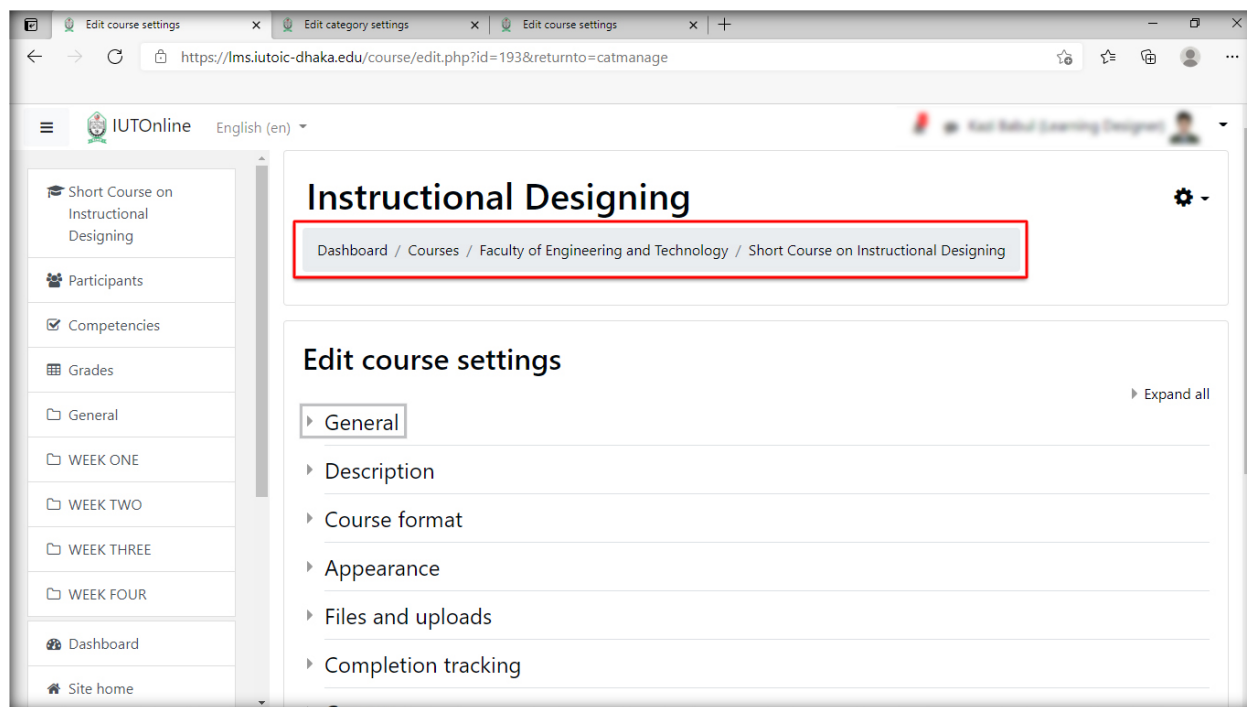 Edit course settings
Edit category settings
Edit course settings
https://lms.iutoic-dhaka.edu/course/edit.php?id=193&returnto=catmanage
IUTOnline English (en)
Short Course on
Instructional
Designing
Participants
Competencies
Grades
General
WEEK ONE
WEEK TWO
WEEK THREE
WEEK FOUR
Dashboard
Site home
Instructional Designing
Dashboard / Courses / Faculty of Engineering and Technology / Short Course on Instructional Designing
Edit course settings
Expand all
General
Description
Course format
Appearance
Files and uploads
Completion tracking